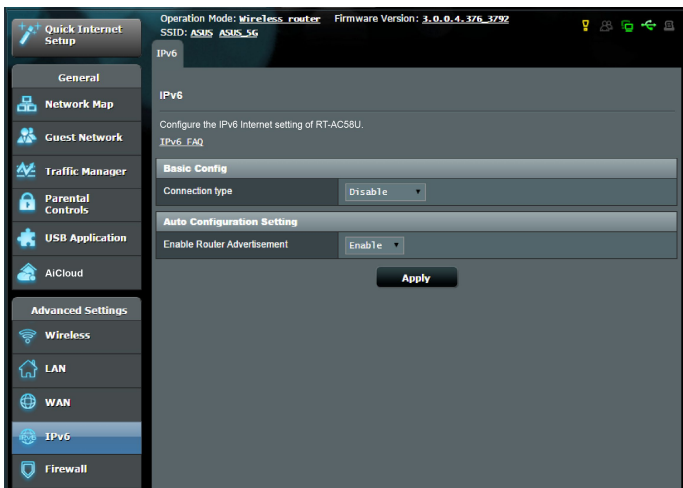 Quick Internet
Setup
Operation Mode: Wireless router Firmware Version: 3.0.0.4.376_3792
SSID: ASUS ASUS_5G
IPv6
General
Network Map
Guest Network
Traffic Manager
Parental
Controls
USB Application
AiCloud
Advanced Settings
Wireless
LAN
WAN
IPv6
Firewall
IPv6
Configure the IPv6 Internet setting of RT-AC58U.
IPv6 FAQ
Basic Config
Connection type Disable
Auto Configuration Setting
Enable Router Advertisement Enable
Apply